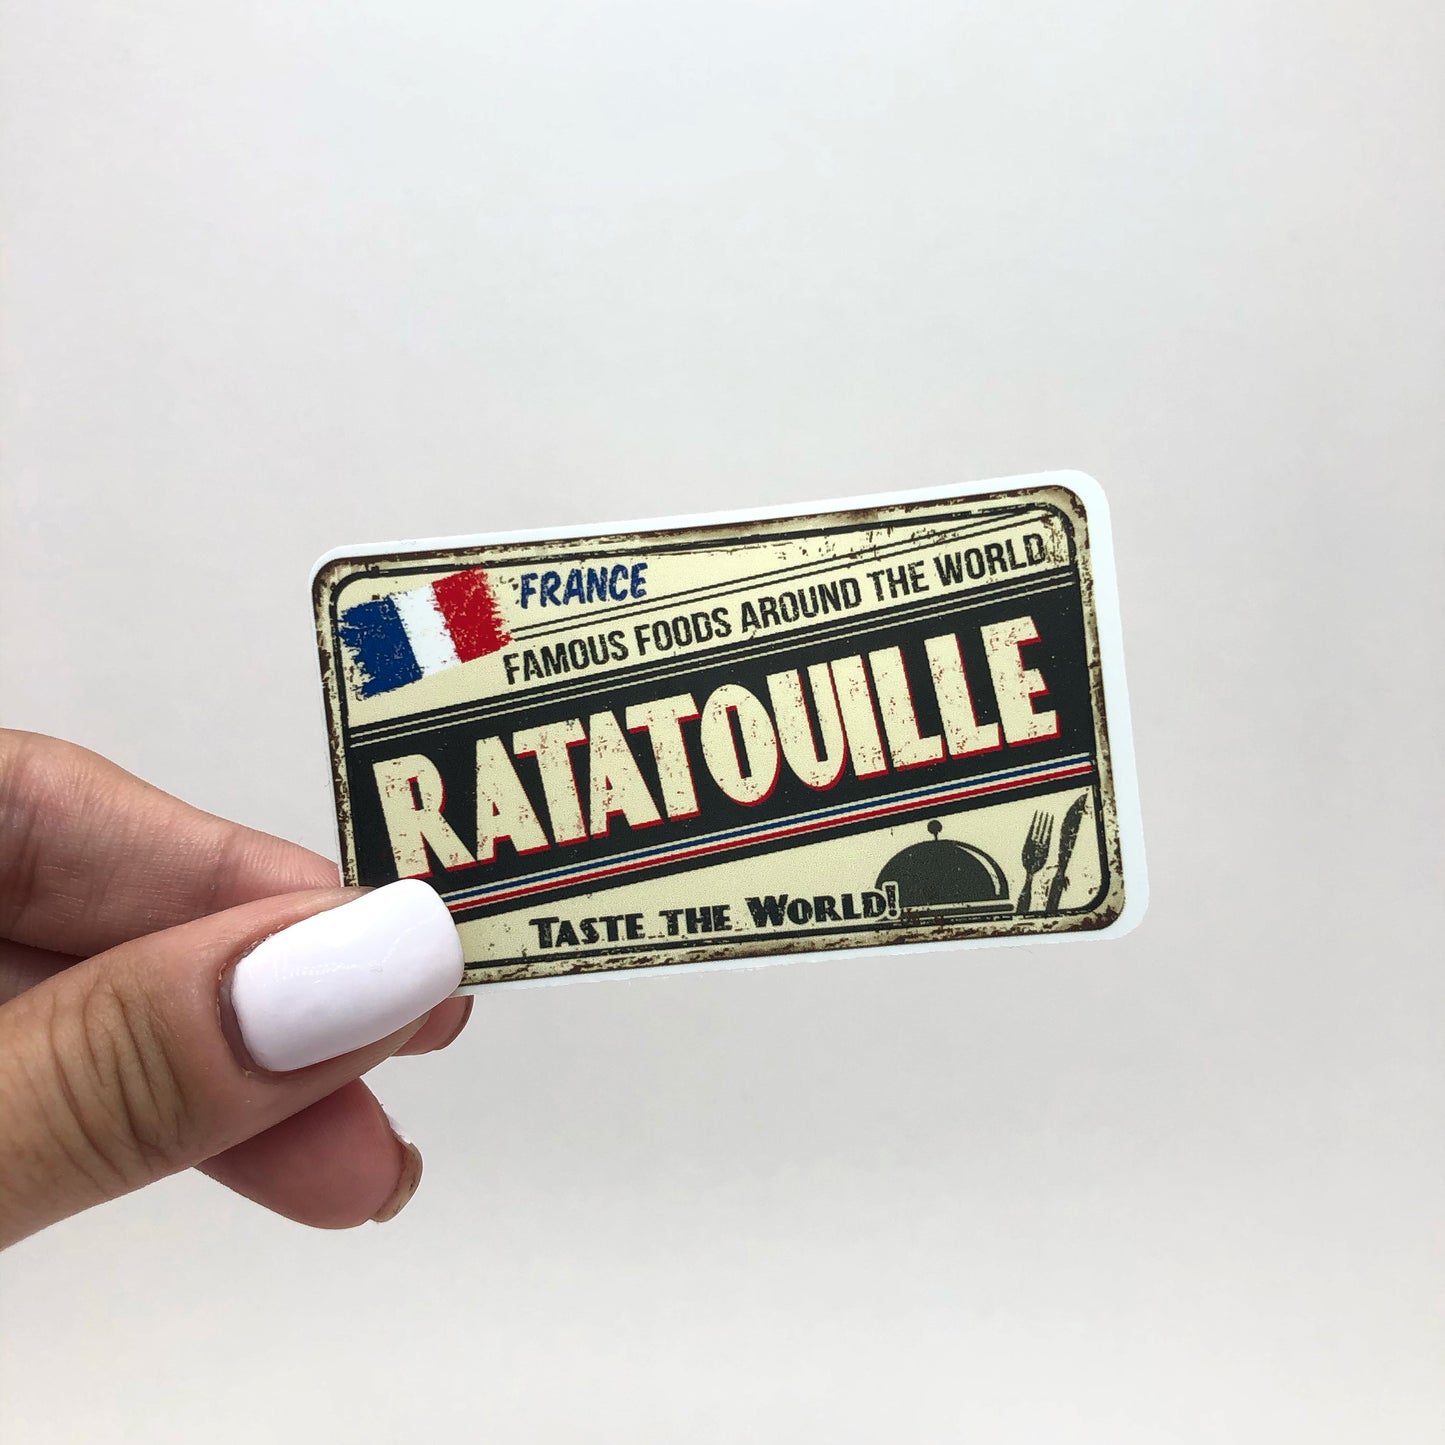 FRANCE
FAMOUS FOODS AROUND THE WORLD
RATATOUILLE
TASTE THE WORLD!